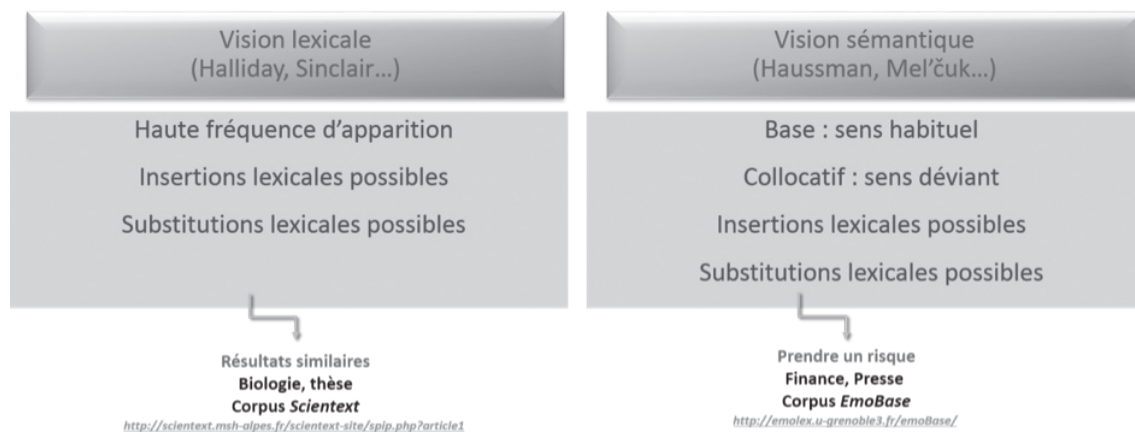 Vision lexicale
(Halliday, Sinclair…)
Haute fréquence d’apparition
Insertions lexicales possibles
Substitutions lexicales possibles
Résultats similaires
Biologie, thèse
Corpus Scientext
http://scientext.msh-alpes.fr/scientext-site/spip.php?article1
Vision sémantique
(Haussman, Mel’čuk…)
Base : sens habituel
Collocatif : sens déviant
Insertions lexicales possibles
Substitutions lexicales possibles
Prendre un risque
Finance, Presse
Corpus EmoBase
http://emolex.u-grenoble3.fr/emoBase/